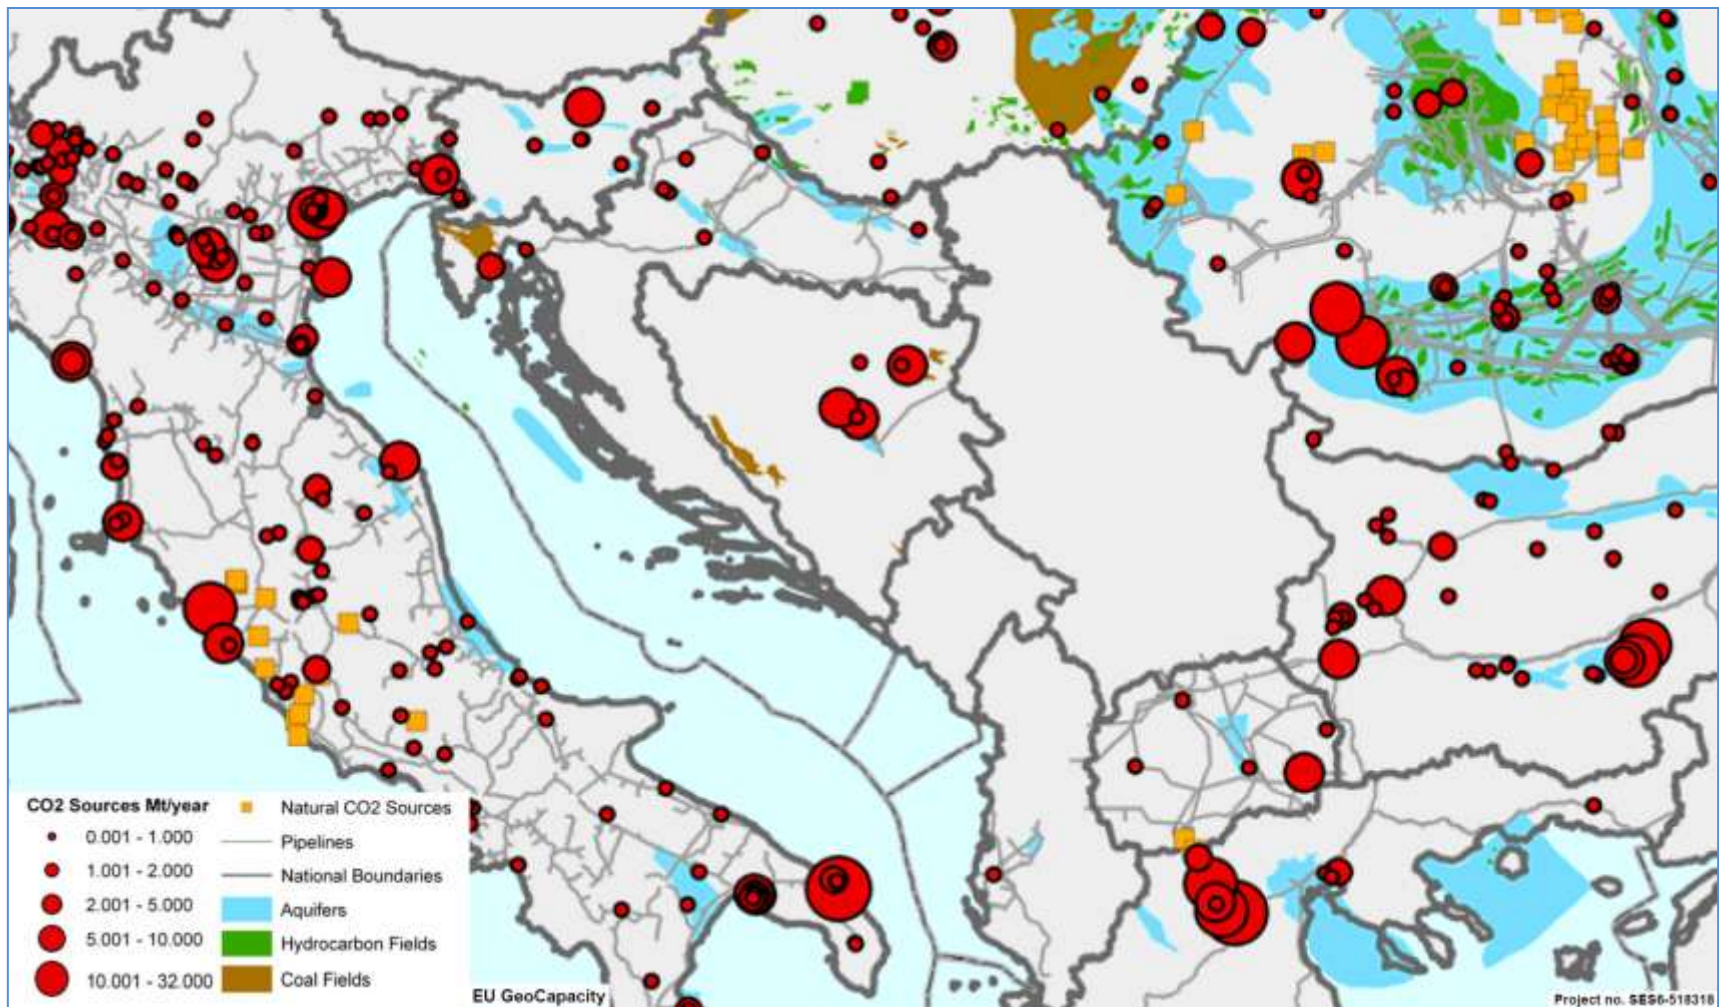 CO2 Sources Mt/year
0.001 - 1.000
1.001 - 2.000
2.001 - 5.000
5.001 - 10.000
10.001 - 32.000
Natural CO2 Sources
Pipelines
National Boundaries
Aquifers
Hydrocarbon Fields
Coal Fields
EU GeoCapacity
Project no. SES6-518318